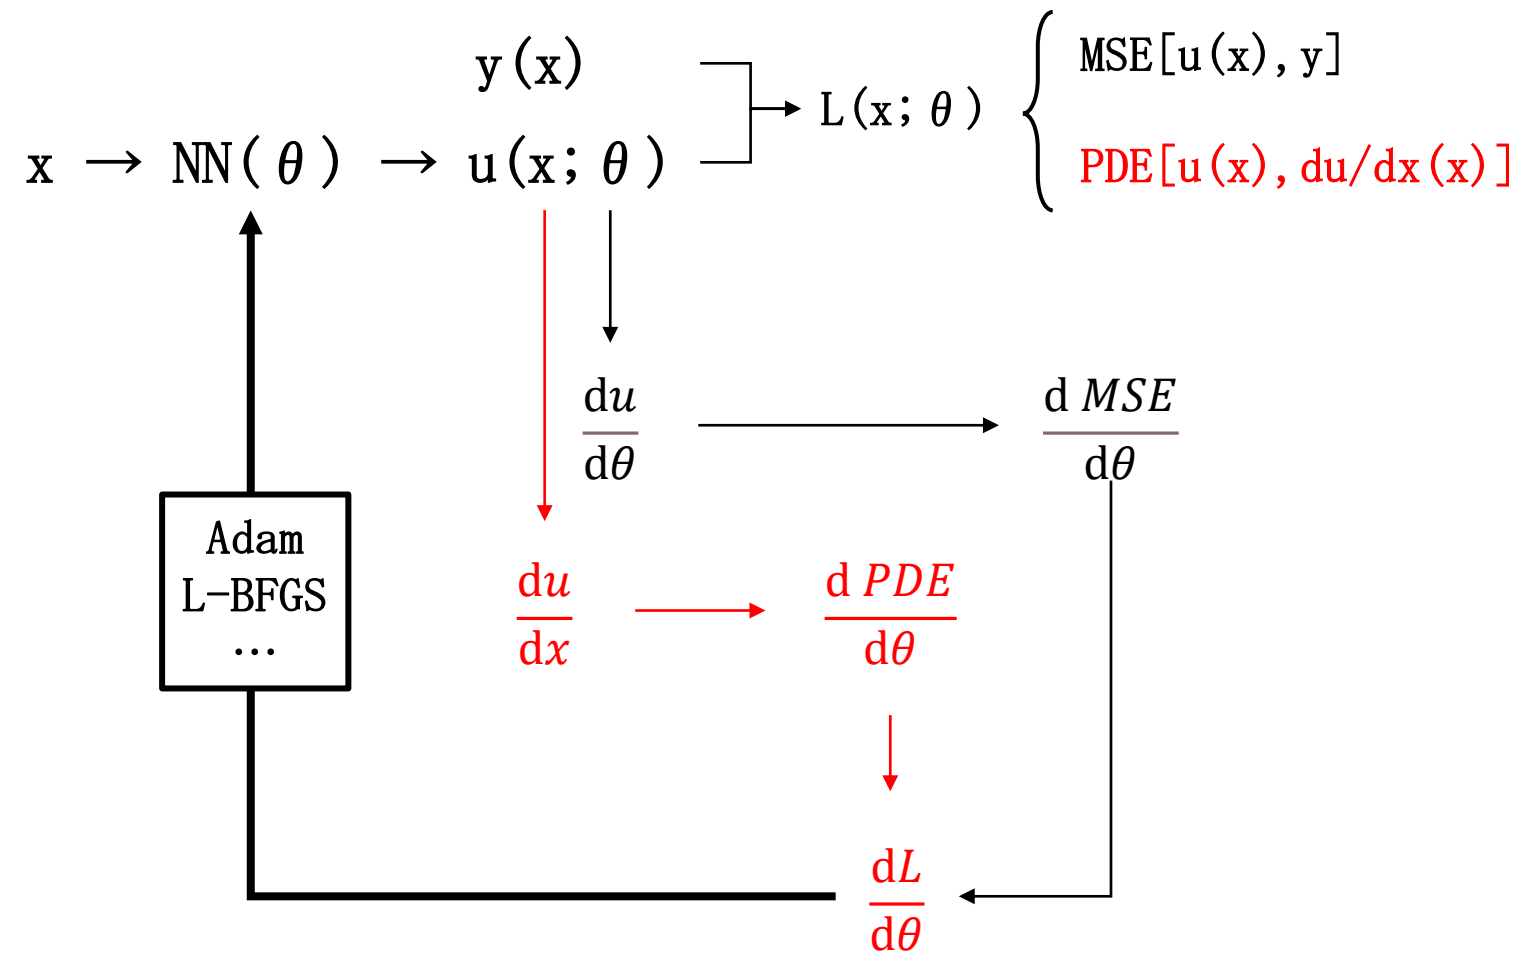 y(x)
x → NN(θ) → u(x;θ)
L(x;θ)
MSE[u(x),y]
PDE[u(x),du/dx(x)]
du
dθ
d MSE
dθ
Adam
L-BFGS
...
du
dx
d PDE
dθ
dL
dθ